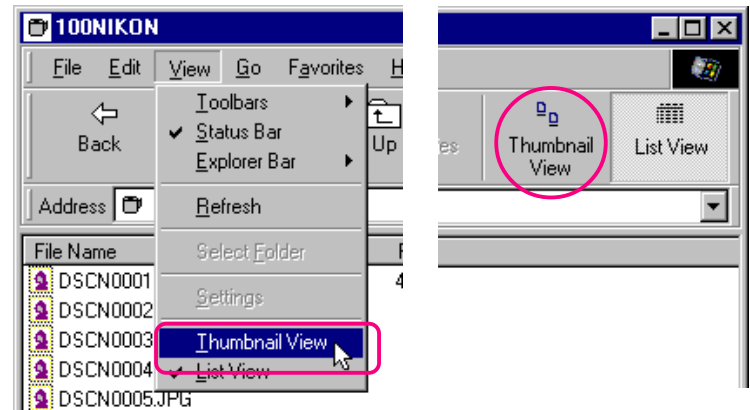 100NIKON
File Edit View Go Favorites H
Back
Up
Thumbnail View
List View
Toolbars
Status Bar
Explorer Bar
Refresh
Select Folder
Settings
Thumbnail View
List View
Address
File Name
DSCN0001
4
DSCN0002
DSCN0003
DSCN0004
DSCN0005.JPG